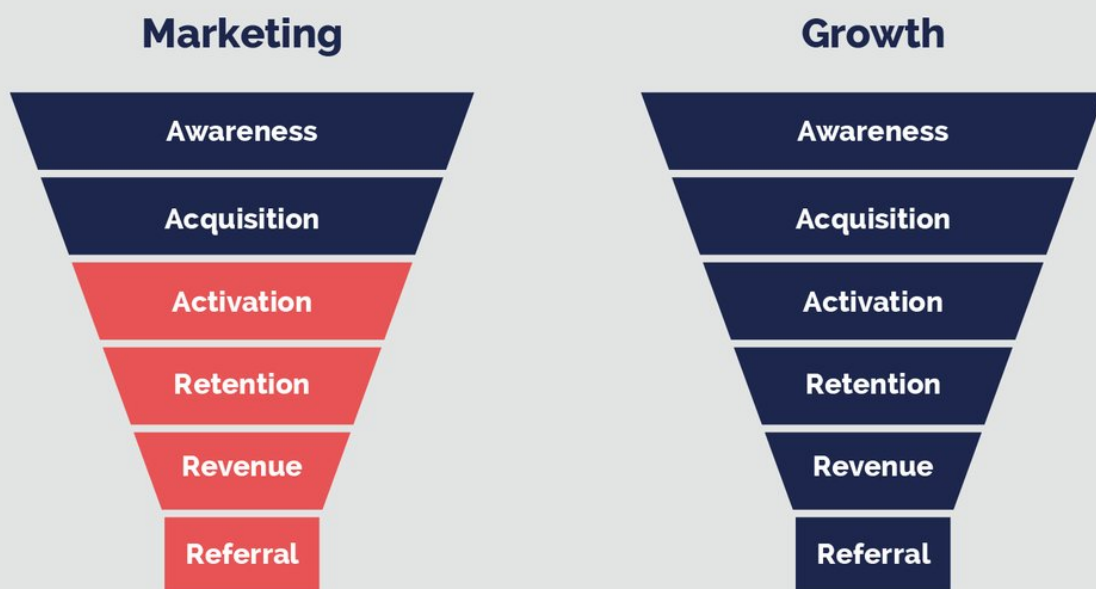 Marketing
Awareness
Acquisition
Activation
Retention
Revenue
Referral
Growth
Awareness
Acquisition
Activation
Retention
Revenue
Referral